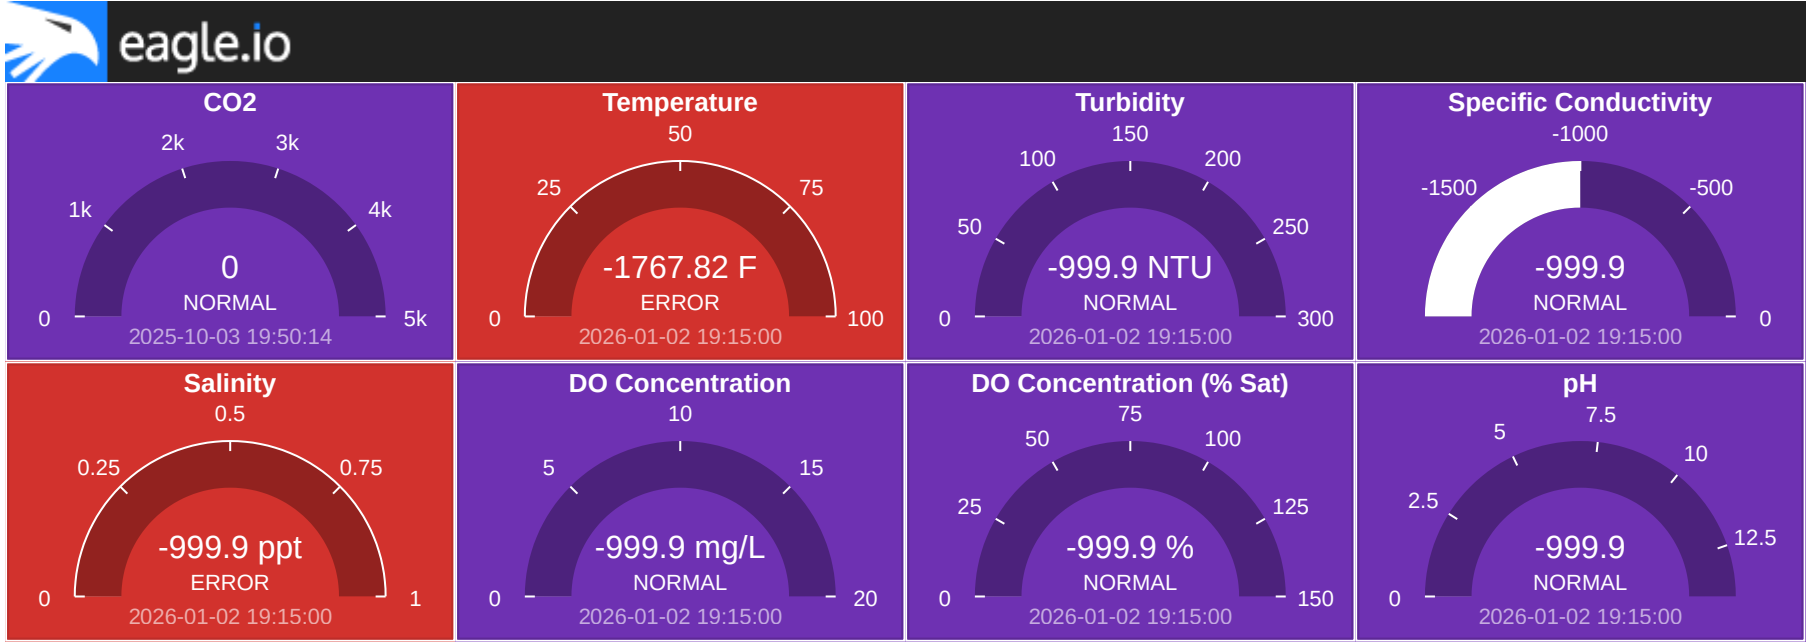 eagle.io
CO2
2k
3k
1k
4k
0
NORMAL
0
5k
2025-10-03 19:50:14
Temperature
50
25
75
-1767.82 F
ERROR
0
100
2026-01-02 19:15:00
Turbidity
150
100
200
50
250
-999.9 NTU
NORMAL
0
300
2026-01-02 19:15:00
Specific Conductivity
-1000
-1500
-500
-999.9
NORMAL
0
2026-01-02 19:15:00
Salinity
0.5
0.25
0.75
-999.9 ppt
ERROR
0
1
2026-01-02 19:15:00
DO Concentration
10
5
15
-999.9 mg/L
NORMAL
0
20
2026-01-02 19:15:00
DO Concentration (% Sat)
75
50
100
25
125
-999.9 %
NORMAL
0
150
2026-01-02 19:15:00
pH
7.5
5
10
2.5
12.5
-999.9
NORMAL
0
2026-01-02 19:15:00